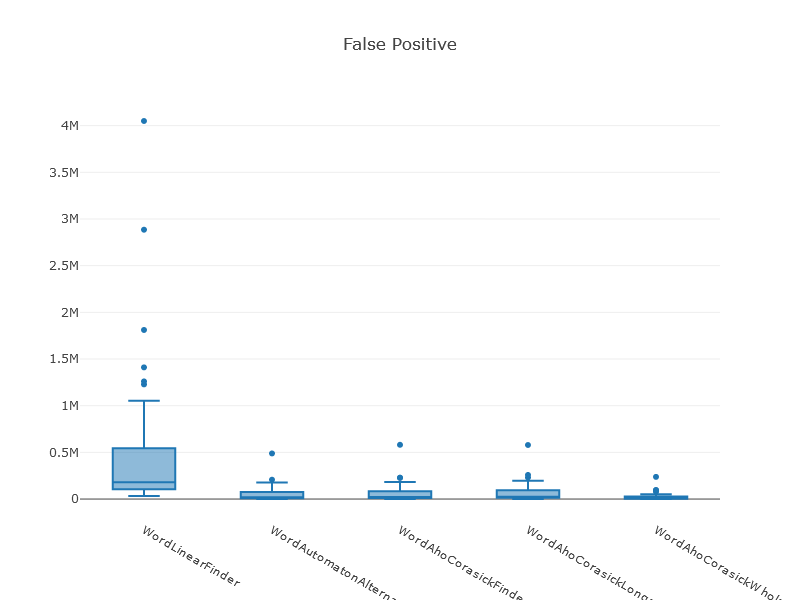 False Positive
4M
3.5M
3M
2.5M
2M
1.5M
1M
0.5M
0
WordLinearFinder
WordAutomatonAlterna
WordAhoCorasickFinde
WordAhoCorasickLong
WordAhoCorasickWhol